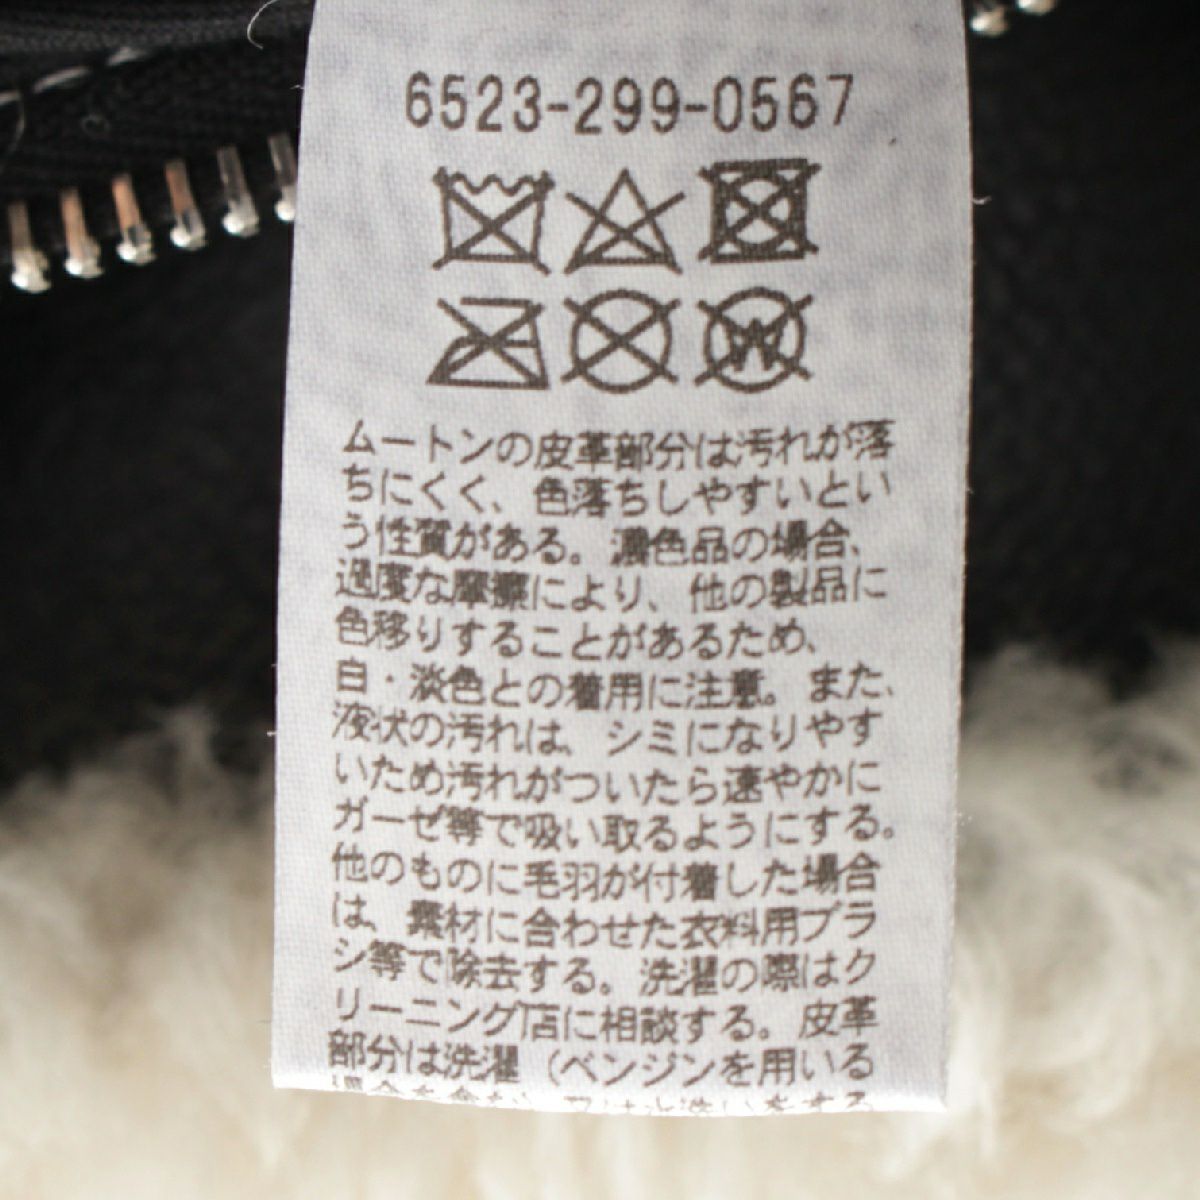 6523-299-0567
ムートンの皮革部分は汚れが落
ちにくく、色落ちしやすいとい
う性質がある。濃色品の場合、
過度な摩擦により、他の製品に
色移りすることがあるため、
白・淡色との着用に注意。また、
液状の汚れは、シミになりやす
いため汚れがついたら速やかに
ガーゼ等で吸い取るようにする。
他のものに毛羽が付着した場合
は、素材に合わせた衣料用ブラ
シ等で除去する。洗濯の際はク
リーニング店に相談する。皮革
部分は洗濯(ベンジンを用いる